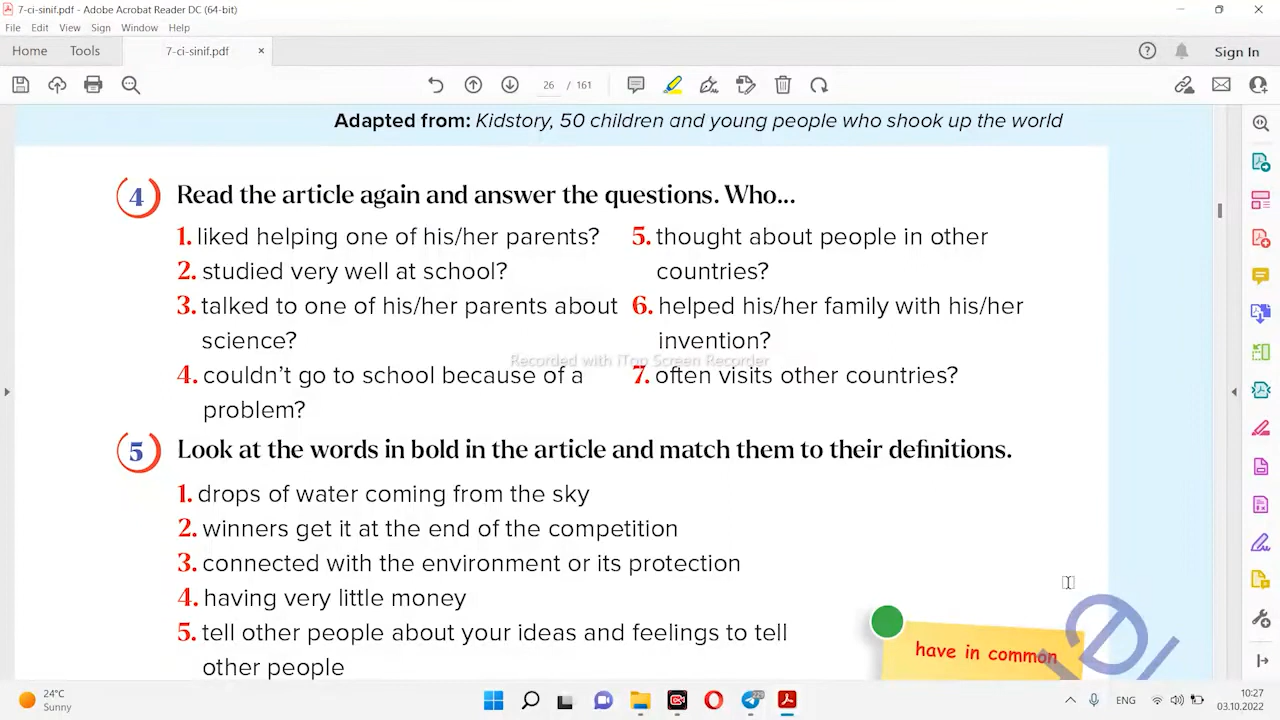 7-ci-sinif.pdf - Adobe Acrobat Reader DC (64-bit)
File Edit View Sign Window Help
Home Tools 7-ci-sinif.pdf × Sign In
26 / 161
Adapted from: Kidstory, 50 children and young people who shook up the world
4 Read the article again and answer the questions. Who...
1. liked helping one of his/her parents?
2. studied very well at school?
3. talked to one of his/her parents about
science?
4. couldn't go to school because of a
problem?
5. thought about people in other
countries?
6. helped his/her family with his/her
invention?
7. often visits other countries?
Recorded with iTop Screen Recorder
5 Look at the words in bold in the article and match them to their definitions.
1. drops of water coming from the sky
2. winners get it at the end of the competition
3. connected with the environment or its protection
4. having very little money
5. tell other people about your ideas and feelings to tell
other people
have in common
24°C
Sunny
ENG
10:27
03.10.2022